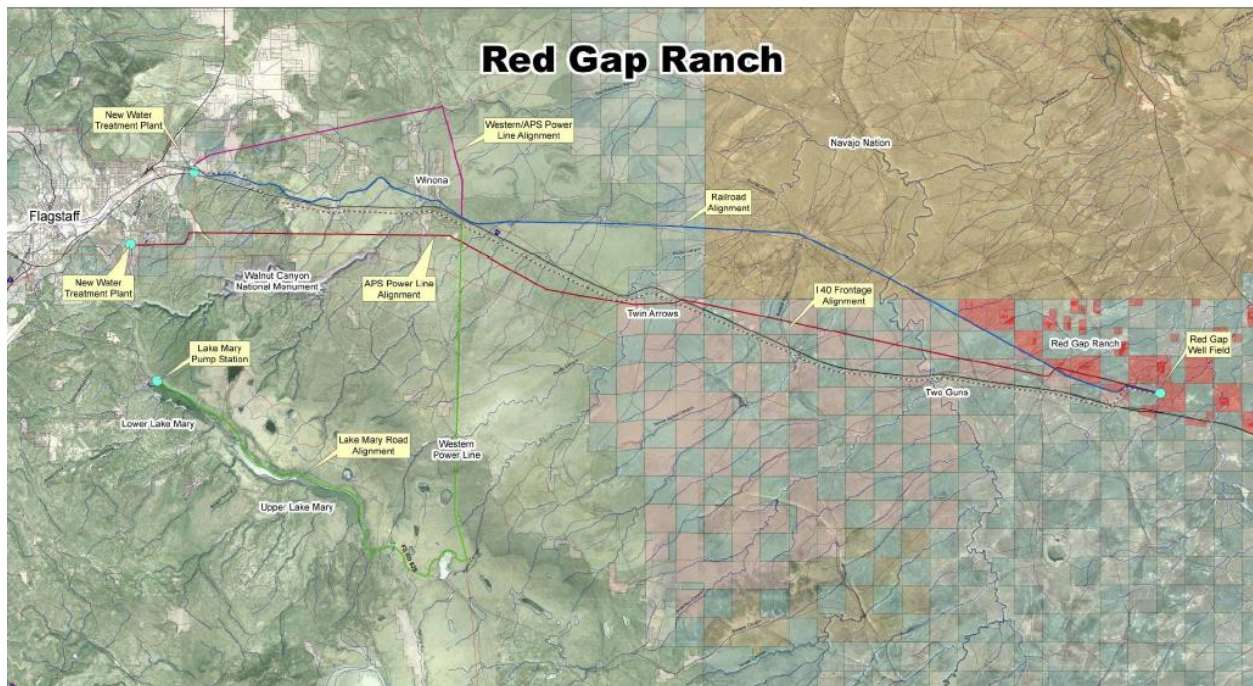 Red Gap Ranch
New Water
Treatment Plant
Western/APS Power
Line Alignment
Navajo Nation
Winona
Railroad
Alignment
Flagstaff
New Water
Treatment Plant
Walnut Canyon
National Monument
APS Power Line
Alignment
I 40 Frontage
Alignment
Twin Arrows
Red Gap Ranch
Red Gap
Well Field
Lake Mary
Pump Station
Two Guns
Lower Lake Mary
Lake Mary Road
Alignment
Western
Power Line
Upper Lake Mary